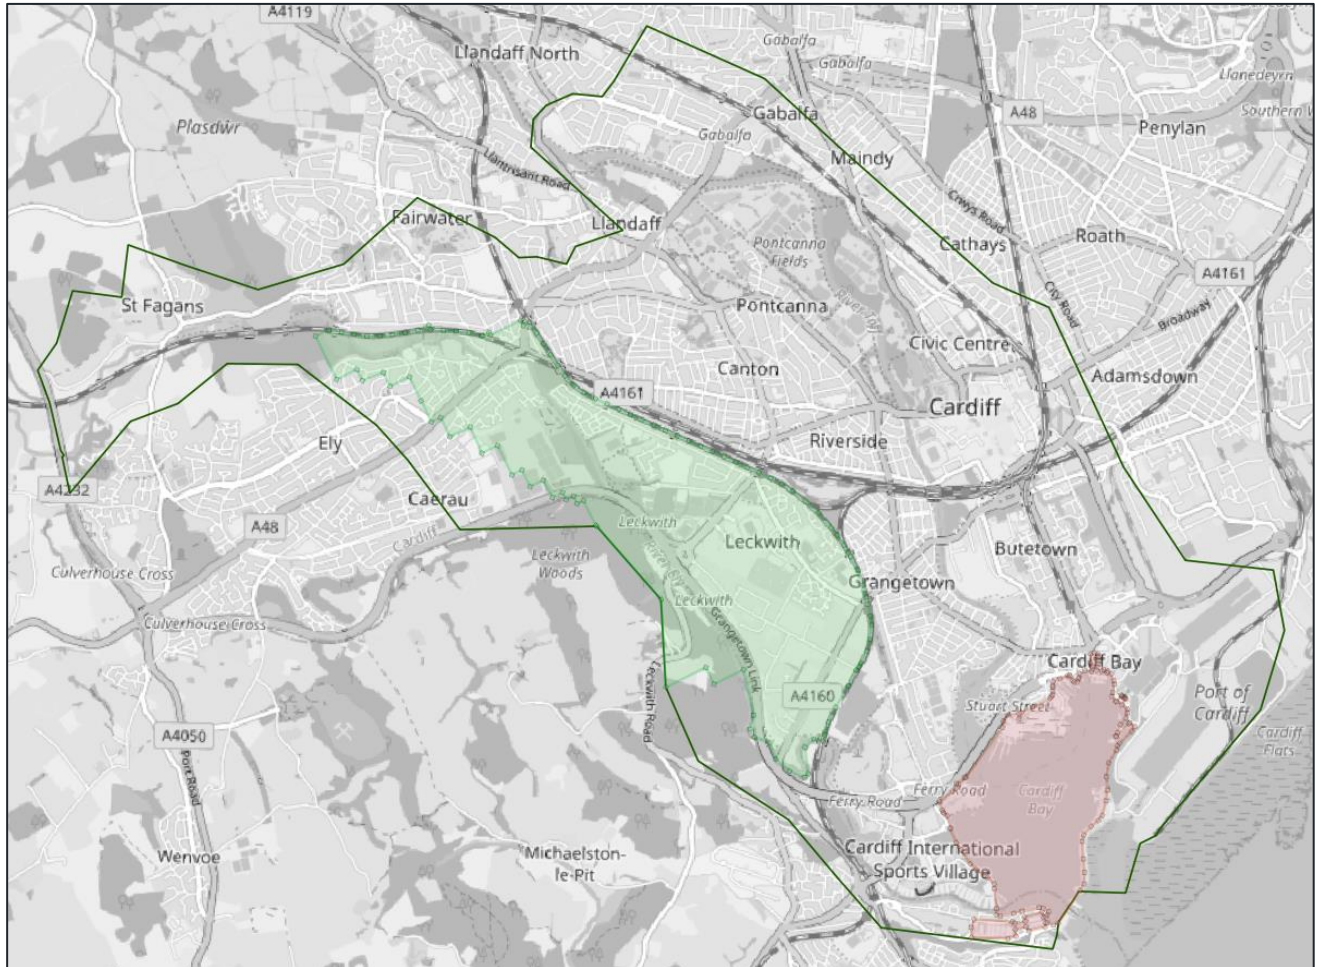 A4119
Llandaff North
Gabalfa
Gabalfa
Llanedeyrn
Plasdŵr
Gabalfa
A48
Penylan
Southern W
Gabalfa
Llantrisant Road
Maindy
Fairwater
Llandaff
Crwys Road
Pontcanna
Fields
Cathays
Roath
A4161
St Fagans
Pontcanna
River Taf
City Road
Broadway
Civic Centre
Canton
Adamsdown
A4161
Cardiff
Ely
Riverside
A4232
Caerau
A48
Cardiff
Leckwith
Leckwith
Butetown
Culverhouse Cross
Leckwith
Woods
Grangetown
Leckwith
Culverhouse Cross
Grangetown Link
Cardiff Bay
Leckwith Road
A4160
Stuart Street
Port of
Cardiff
A4050
Port Road
Cardiff
Flats
Ferry Road
Ferry Road
Cardiff
Bay
Wenvoe
Michaelston-
le-Pit
Cardiff International
Sports Village